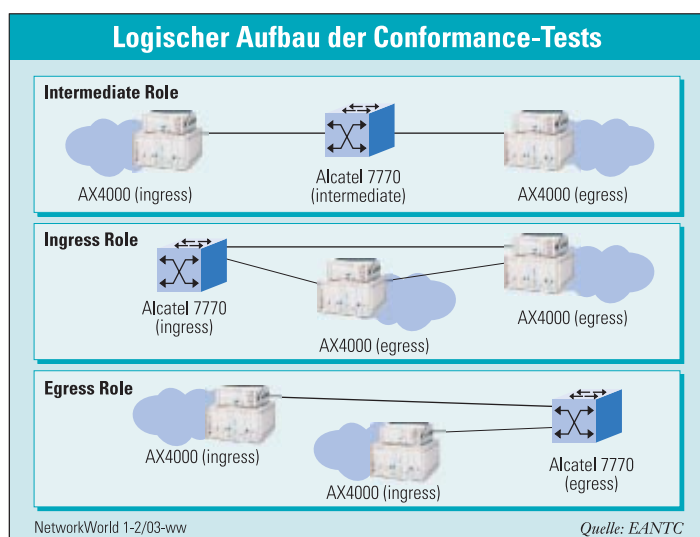 Logischer Aufbau der Conformance-Tests
Intermediate Role
AX4000 (ingress)
Alcatel 7770
(intermediate)
AX4000 (egress)
Ingress Role
Alcatel 7770
(ingress)
AX4000 (egress)
AX4000 (egress)
Egress Role
AX4000 (ingress)
AX4000 (ingress)
Alcatel 7770
(egress)
NetworkWorld 1-2/03-ww
Quelle: EANTC